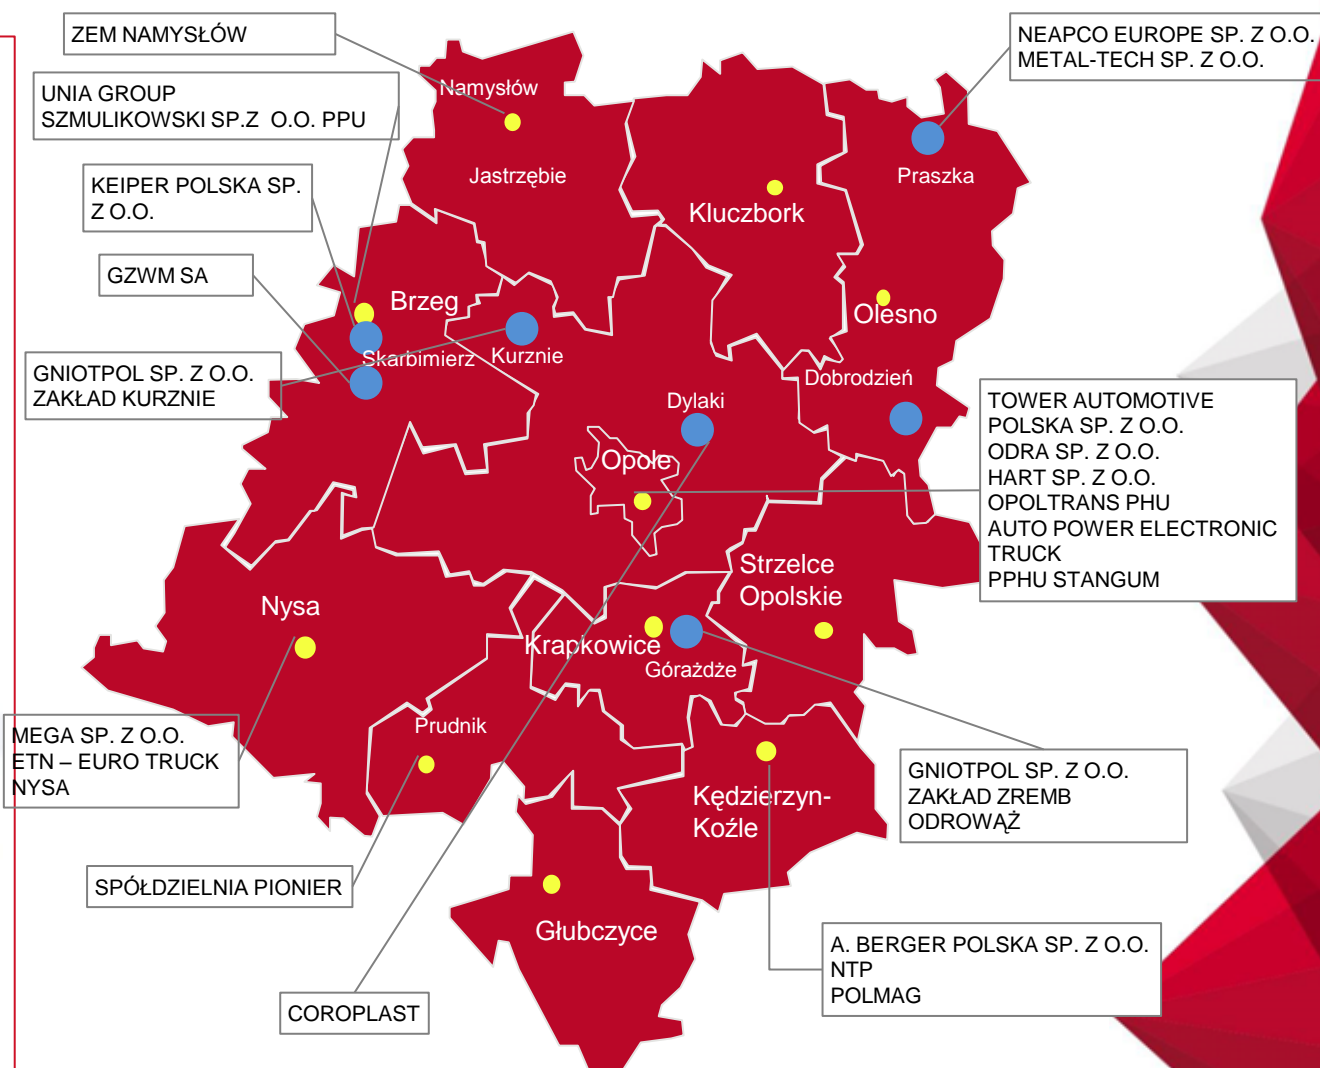 ZEM NAMYSŁÓW
NEAPCO EUROPE SP. Z O.O.
METAL-TECH SP. Z O.O.
UNIA GROUP
SZMULIKOWSKI SP.Z O.O. PPU
Namysłów
Jastrzębie
KEIPER POLSKA SP.
Z O.O.
Praszka
Kluczbork
GZWM SA
Brzeg
Olesno
Skarbimierz
Kurznie
GNIOTPOL SP. Z O.O.
ZAKŁAD KURZNIE
Dobrodzień
Dylaki
TOWER AUTOMOTIVE
POLSKA SP. Z O.O.
ODRA SP. Z O.O.
HART SP. Z O.O.
OPOLTRANS PHU
AUTO POWER ELECTRONIC
TRUCK
PPHU STANGUM
Opole
Strzelce
Opolskie
Nysa
Krapkowice
Górażdże
Prudnik
MEGA SP. Z O.O.
ETN – EURO TRUCK
NYSA
GNIOTPOL SP. Z O.O.
ZAKŁAD ZREMB
ODROWĄŻ
Kędzierzyn-
Koźle
SPÓŁDZIELNIA PIONIER
Głubczyce
A. BERGER POLSKA SP. Z O.O.
NTP
POLMAG
COROPLAST